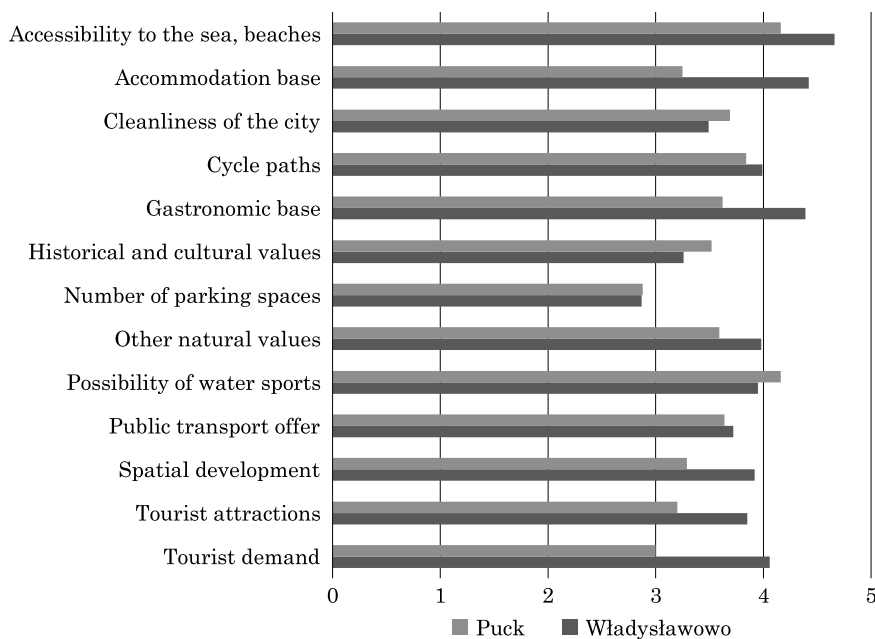 Accessibility to the sea, beaches
Accommodation base
Cleanliness of the city
Cycle paths
Gastronomic base
Historical and cultural values
Number of parking spaces
Other natural values
Possibility of water sports
Public transport offer
Spatial development
Tourist attractions
Tourist demand
0 1 2 3 4 5
Puck Władysławowo